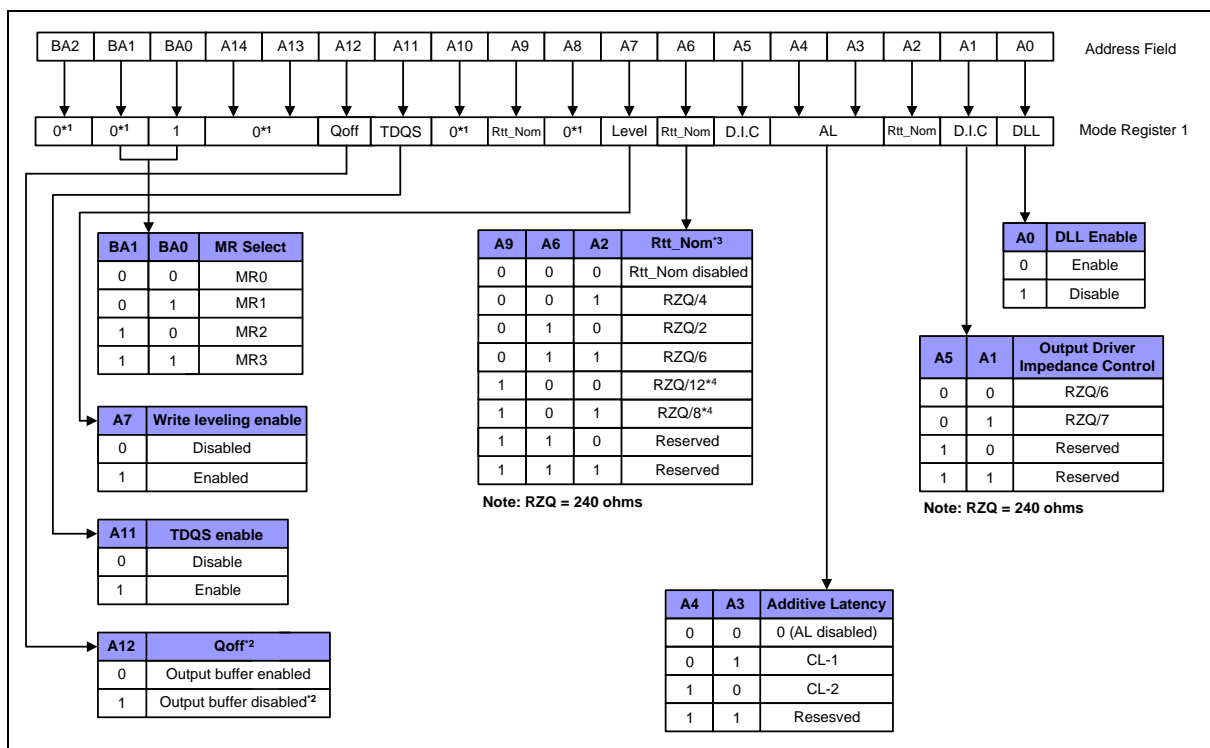 BA2 BA1 BA0 A14 A13 A12 A11 A10 A9 A8 A7 A6 A5 A4 A3 A2 A1 A0 Address Field
0*1 0*1 1 0*1 Qoff TDQS 0*1 Rtt_Nom 0*1 Level Rtt_Nom D.I.C AL Rtt_Nom D.I.C DLL Mode Register 1
BA1 BA0 MR Select
0 0 MR0
0 1 MR1
1 0 MR2
1 1 MR3
A7 Write leveling enable
0 Disabled
1 Enabled
A11 TDQS enable
0 Disable
1 Enable
A12 Qoff*2
0 Output buffer enabled
1 Output buffer disabled*2
A9 A6 A2 Rtt_Nom*3
0 0 0 Rtt_Nom disabled
0 0 1 RZQ/4
0 1 0 RZQ/2
0 1 1 RZQ/6
1 0 0 RZQ/12*4
1 0 1 RZQ/8*4
1 1 0 Reserved
1 1 1 Reserved
Note: RZQ = 240 ohms
A4 A3 Additive Latency
0 0 0 (AL disabled)
0 1 CL-1
1 0 CL-2
1 1 Resesved
A0 DLL Enable
0 Enable
1 Disable
A5 A1 Output Driver
Impedance Control
0 0 RZQ/6
0 1 RZQ/7
1 0 Reserved
1 1 Reserved
Note: RZQ = 240 ohms